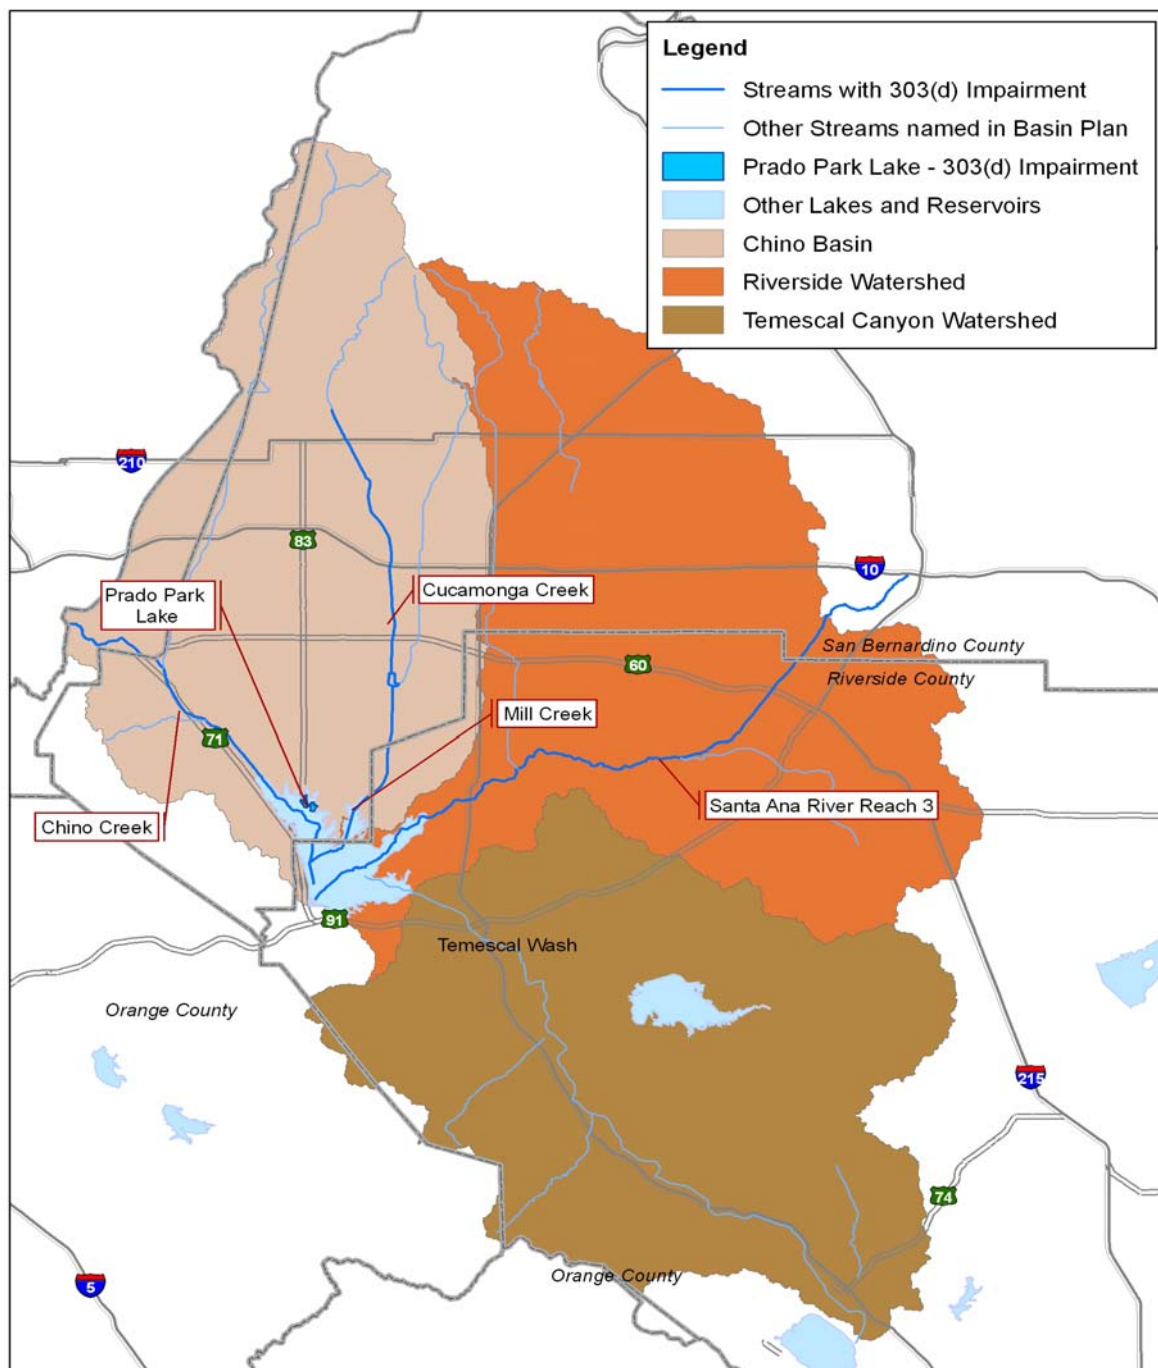 Legend
Streams with 303(d) Impairment
Other Streams named in Basin Plan
Prado Park Lake - 303(d) Impairment
Other Lakes and Reservoirs
Chino Basin
Riverside Watershed
Temescal Canyon Watershed
210
83
10
Prado Park
Lake
Cucamonga Creek
San Bernardino County
60
Riverside County
Mill Creek
71
Santa Ana River Reach 3
Chino Creek
91
Temescal Wash
Orange County
215
74
Orange County
5